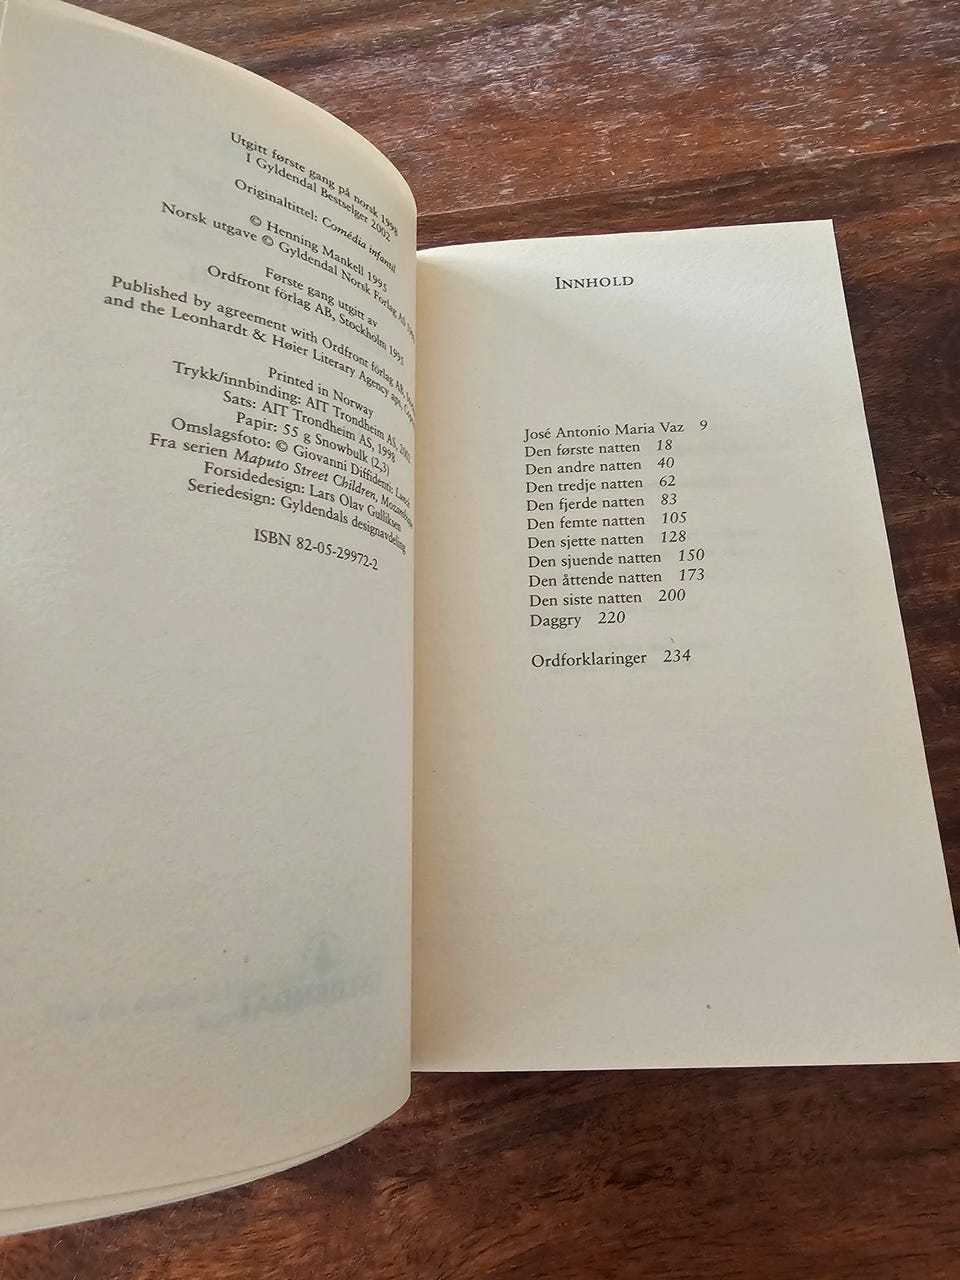 Utgitt første gang på norsk 1998
I Gyldendal Bestselger 2002
Originaltittel: Comédia infantil
© Henning Mankell 1995
Norsk utgave © Gyldendal Norsk Forlag AS
Første gang utgitt av
Ordfront förlag AB, Stockholm 1995
Published by agreement with Ordfront förlag AB,
and the Leonhardt & Høier Literary Agency aps,
Printed in Norway
Trykk/innbinding: AIT Trondheim AS, 2002
Sats: AIT Trondheim AS, 1998
Papir: 55 g Snowbulk (2,3)
Omslagsfoto: © Giovanni Diffidenti:
Fra serien Maputo Street Children,
Forsidedesign: Lars Olav Gulliksen
Seriedesign: Gyldendals designavdeling
ISBN 82-05-29972-2
INNHOLD
José Antonio Maria Vaz 9
Den første natten 18
Den andre natten 40
Den tredje natten 62
Den fjerde natten 83
Den femte natten 105
Den sjette natten 128
Den sjuende natten 150
Den åttende natten 173
Den siste natten 200
Daggry 220
Ordforklaringer 234